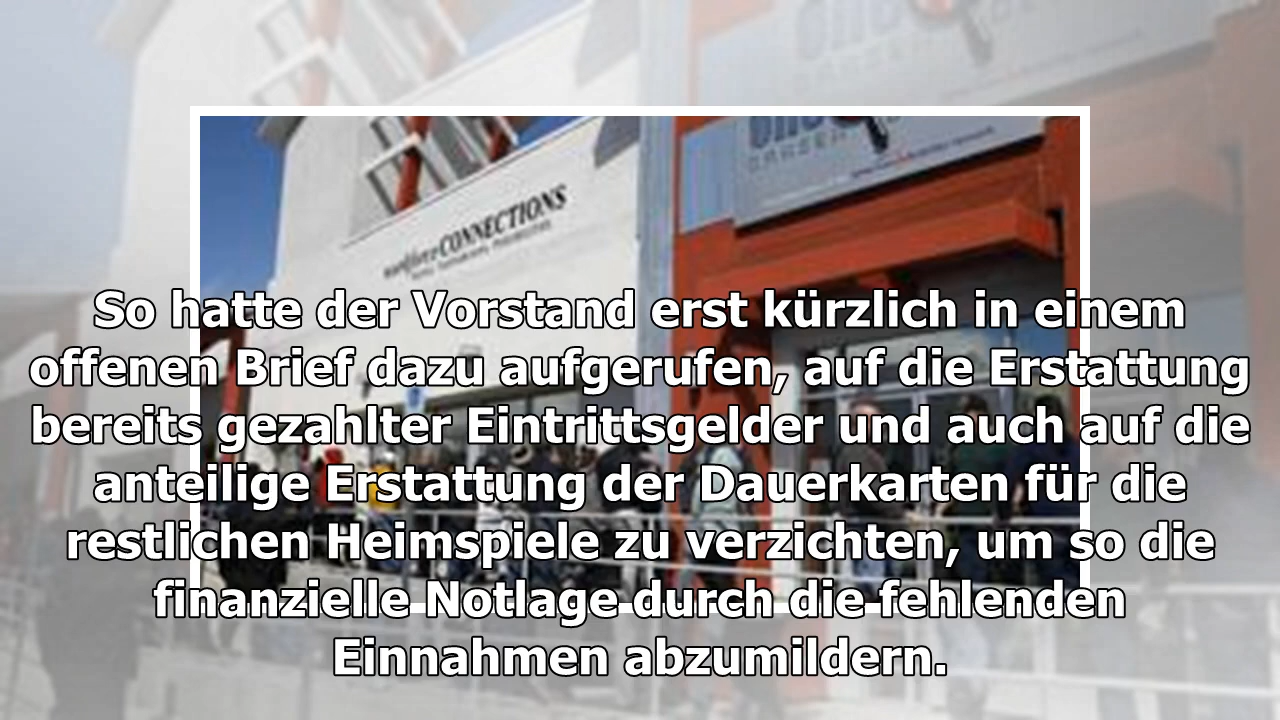 workforceCONNECTIONS
So hatte der Vorstand erst kürzlich in einem
offenen Brief dazu aufgerufen, auf die Erstattung
bereits gezahlter Eintrittsgelder und auch auf die
anteilige Erstattung der Dauerkarten für die
restlichen Heimspiele zu verzichten, um so die
finanzielle Notlage durch die fehlenden
Einnahmen abzumildern.